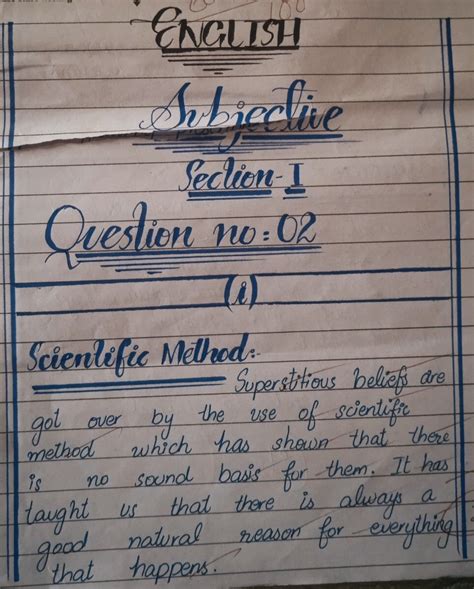 ENGLISH
Subjective
Section-I
Question no:02
(i)
Scientific Method:-
Superstitious beliefs are
got over by the use of scientific
method which has shown that there
is no sound basis for them. It has
taught us that there is always a
good natural reason for everything
that happens.